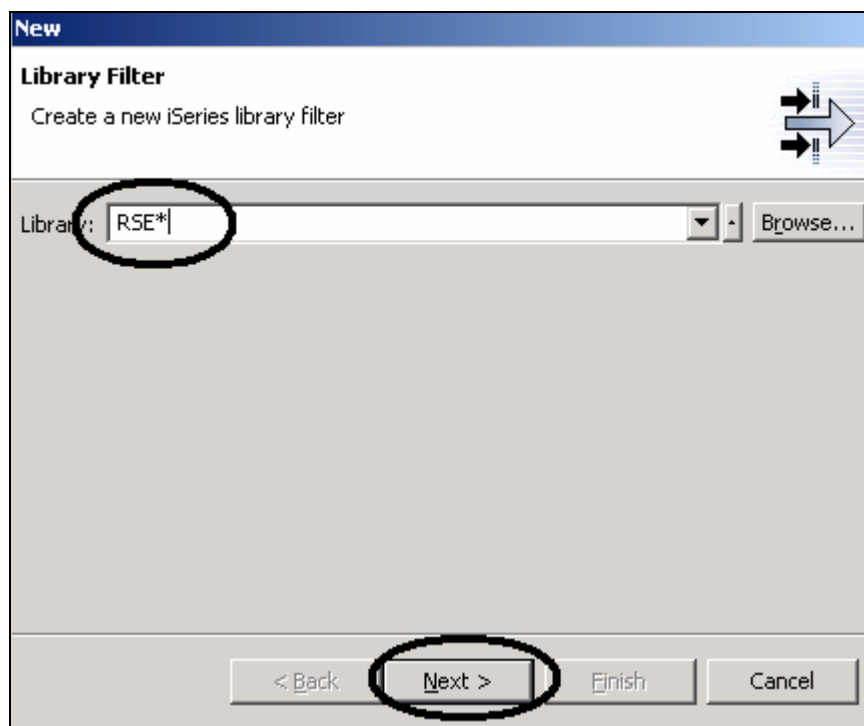 New
Library Filter
Create a new iSeries library filter
Library: RSE* Browse...
< Back Next > Finish Cancel